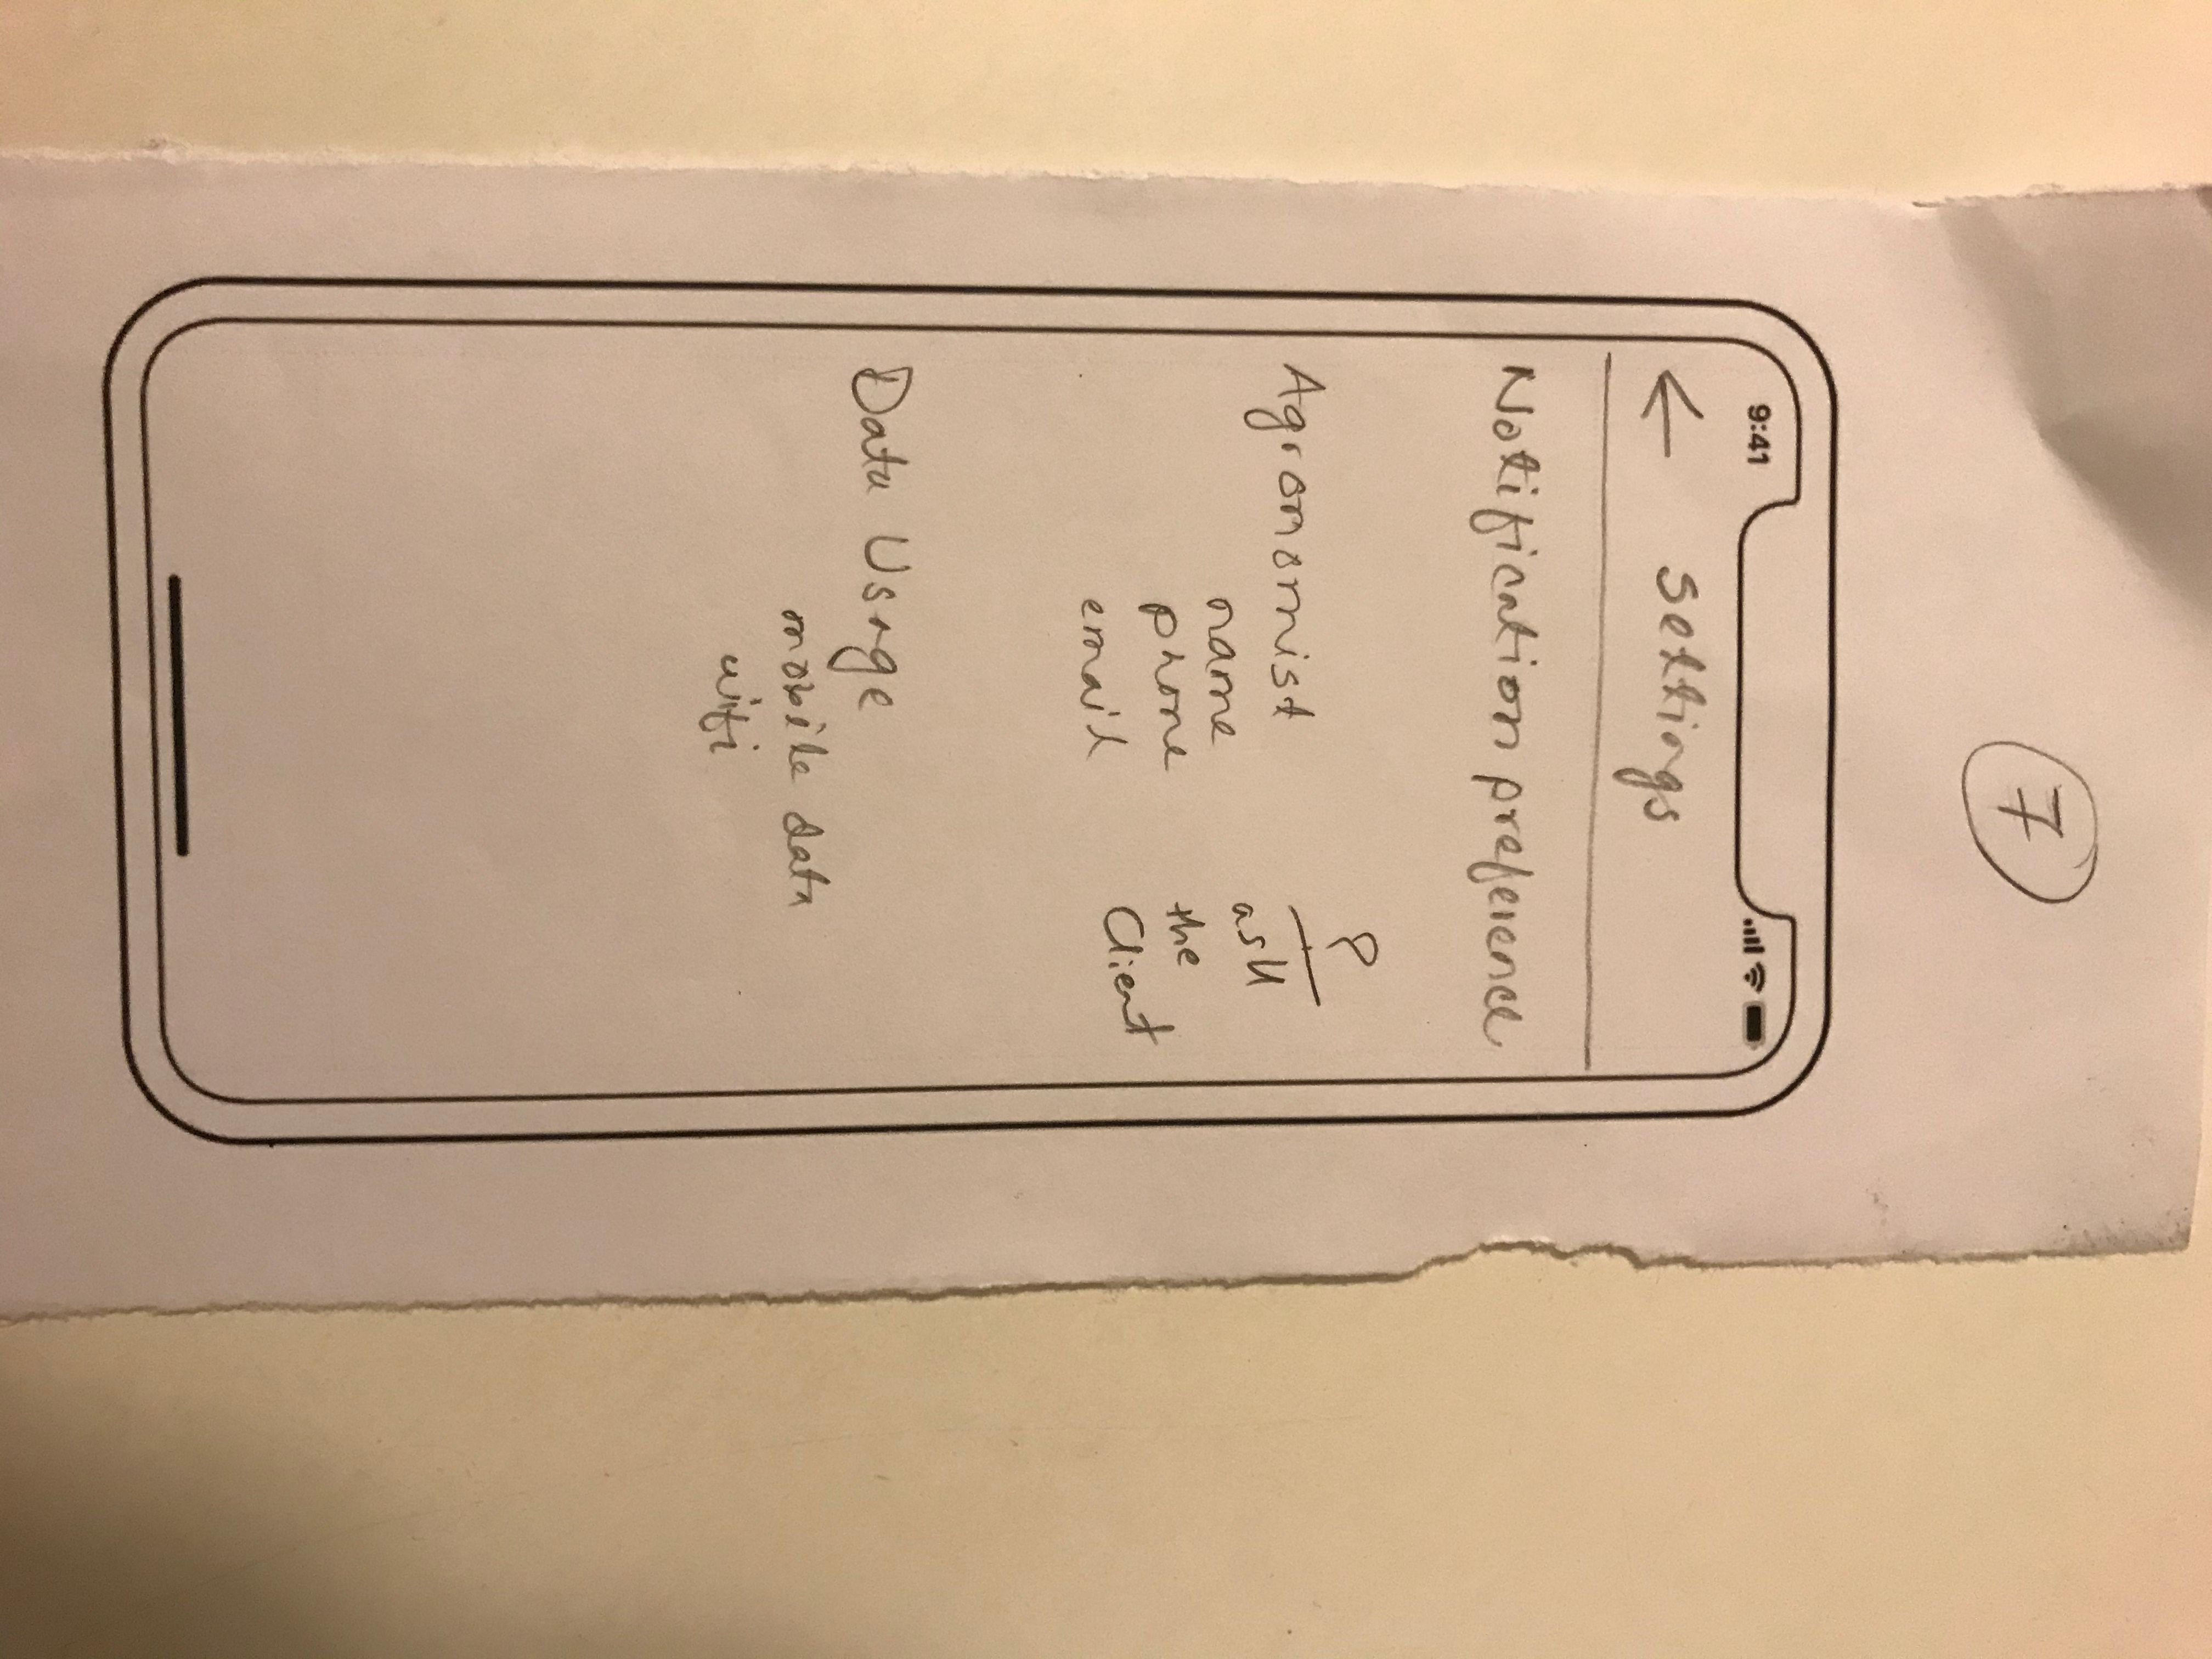 7
9:41
← settings
Notification preference
?
Agronomist
ask
name
the
phone
Client
email
Data Usage
mobile data
wifi